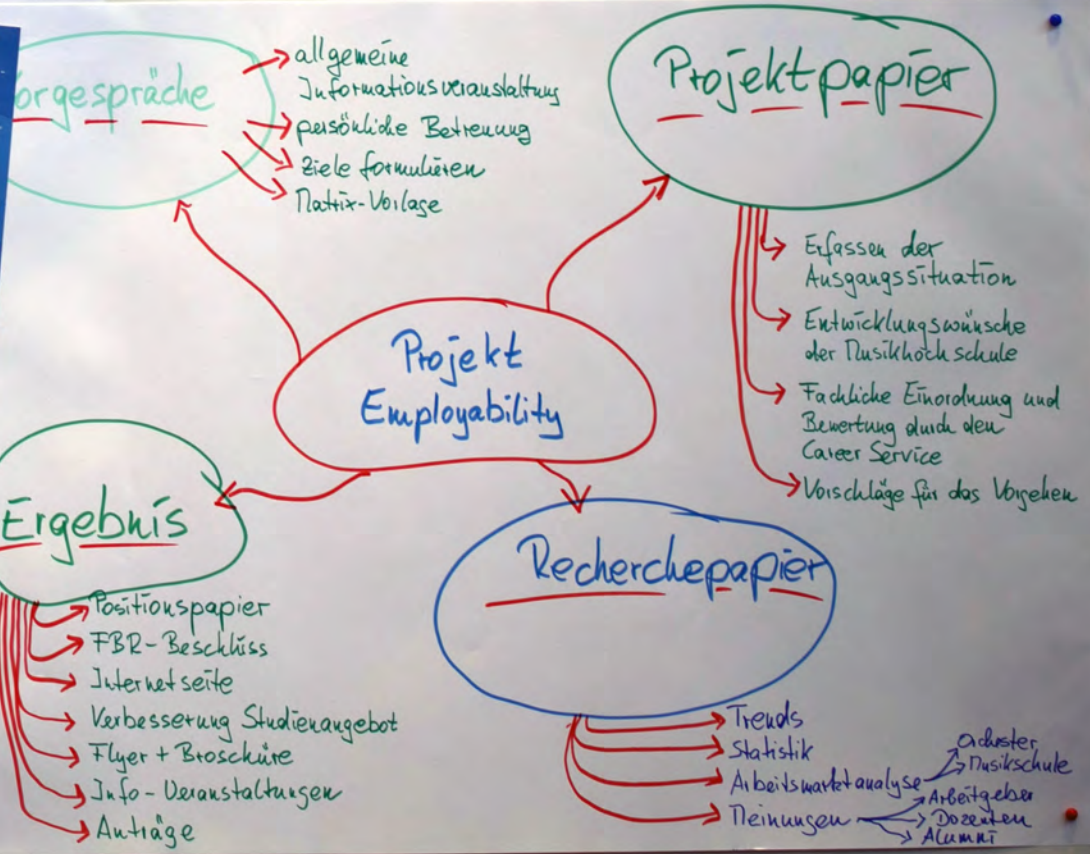 orgespräche
allgemeine
Informationsveranstaltung
persönliche Betreuung
Ziele formulieren
Matrix-Vorlage
Projektpapier
Erfassen der
Ausgangssituation
Entwicklungswünsche
der Musikhochschule
Fachliche Einordnung und
Bewertung durch den
Career Service
Vorschläge für das Vorgehen
Projekt
Employability
Ergebnis
Positionspapier
FBR-Beschluss
Internetseite
Verbesserung Studienangebot
Flyer + Broschüre
Info-Veranstaltungen
Anträge
Recherchepapier
Trends
Statistik
Arbeitsmarktanalyse
Orchester
Musikschule
Meinungen
Arbeitgeber
Dozenten
Alumni